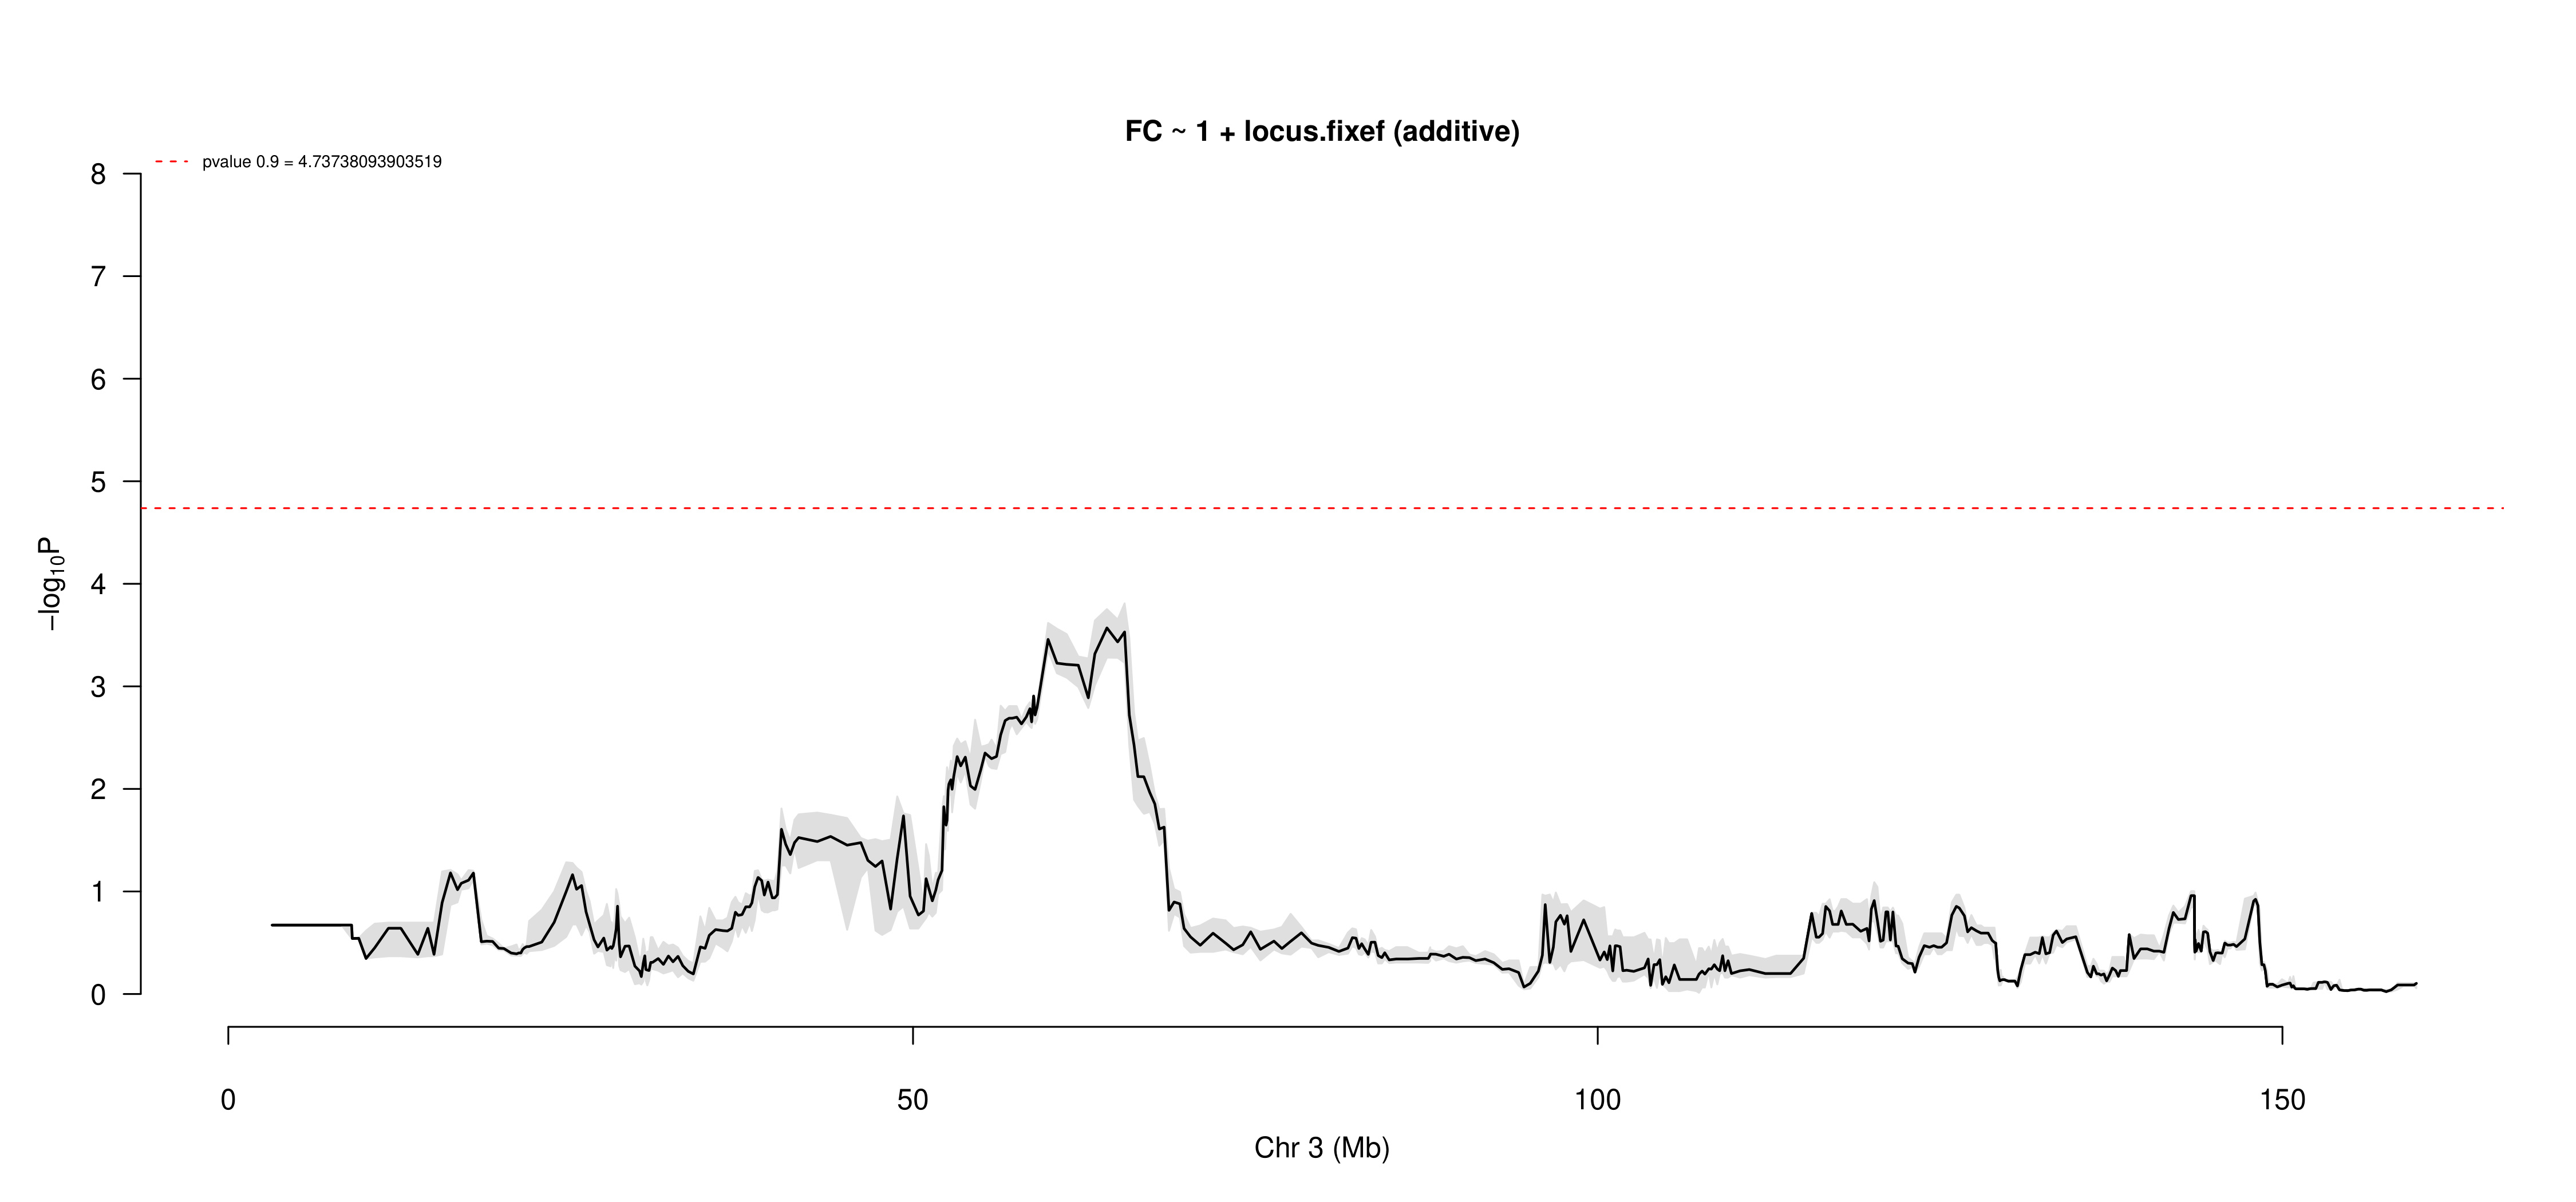 FC ~ 1 + locus.fixef (additive)
pvalue 0.9 = 4.73738093903519
8
7
6
5
4
3
2
1
0
−log10P
0 50 100 150
Chr 3 (Mb)